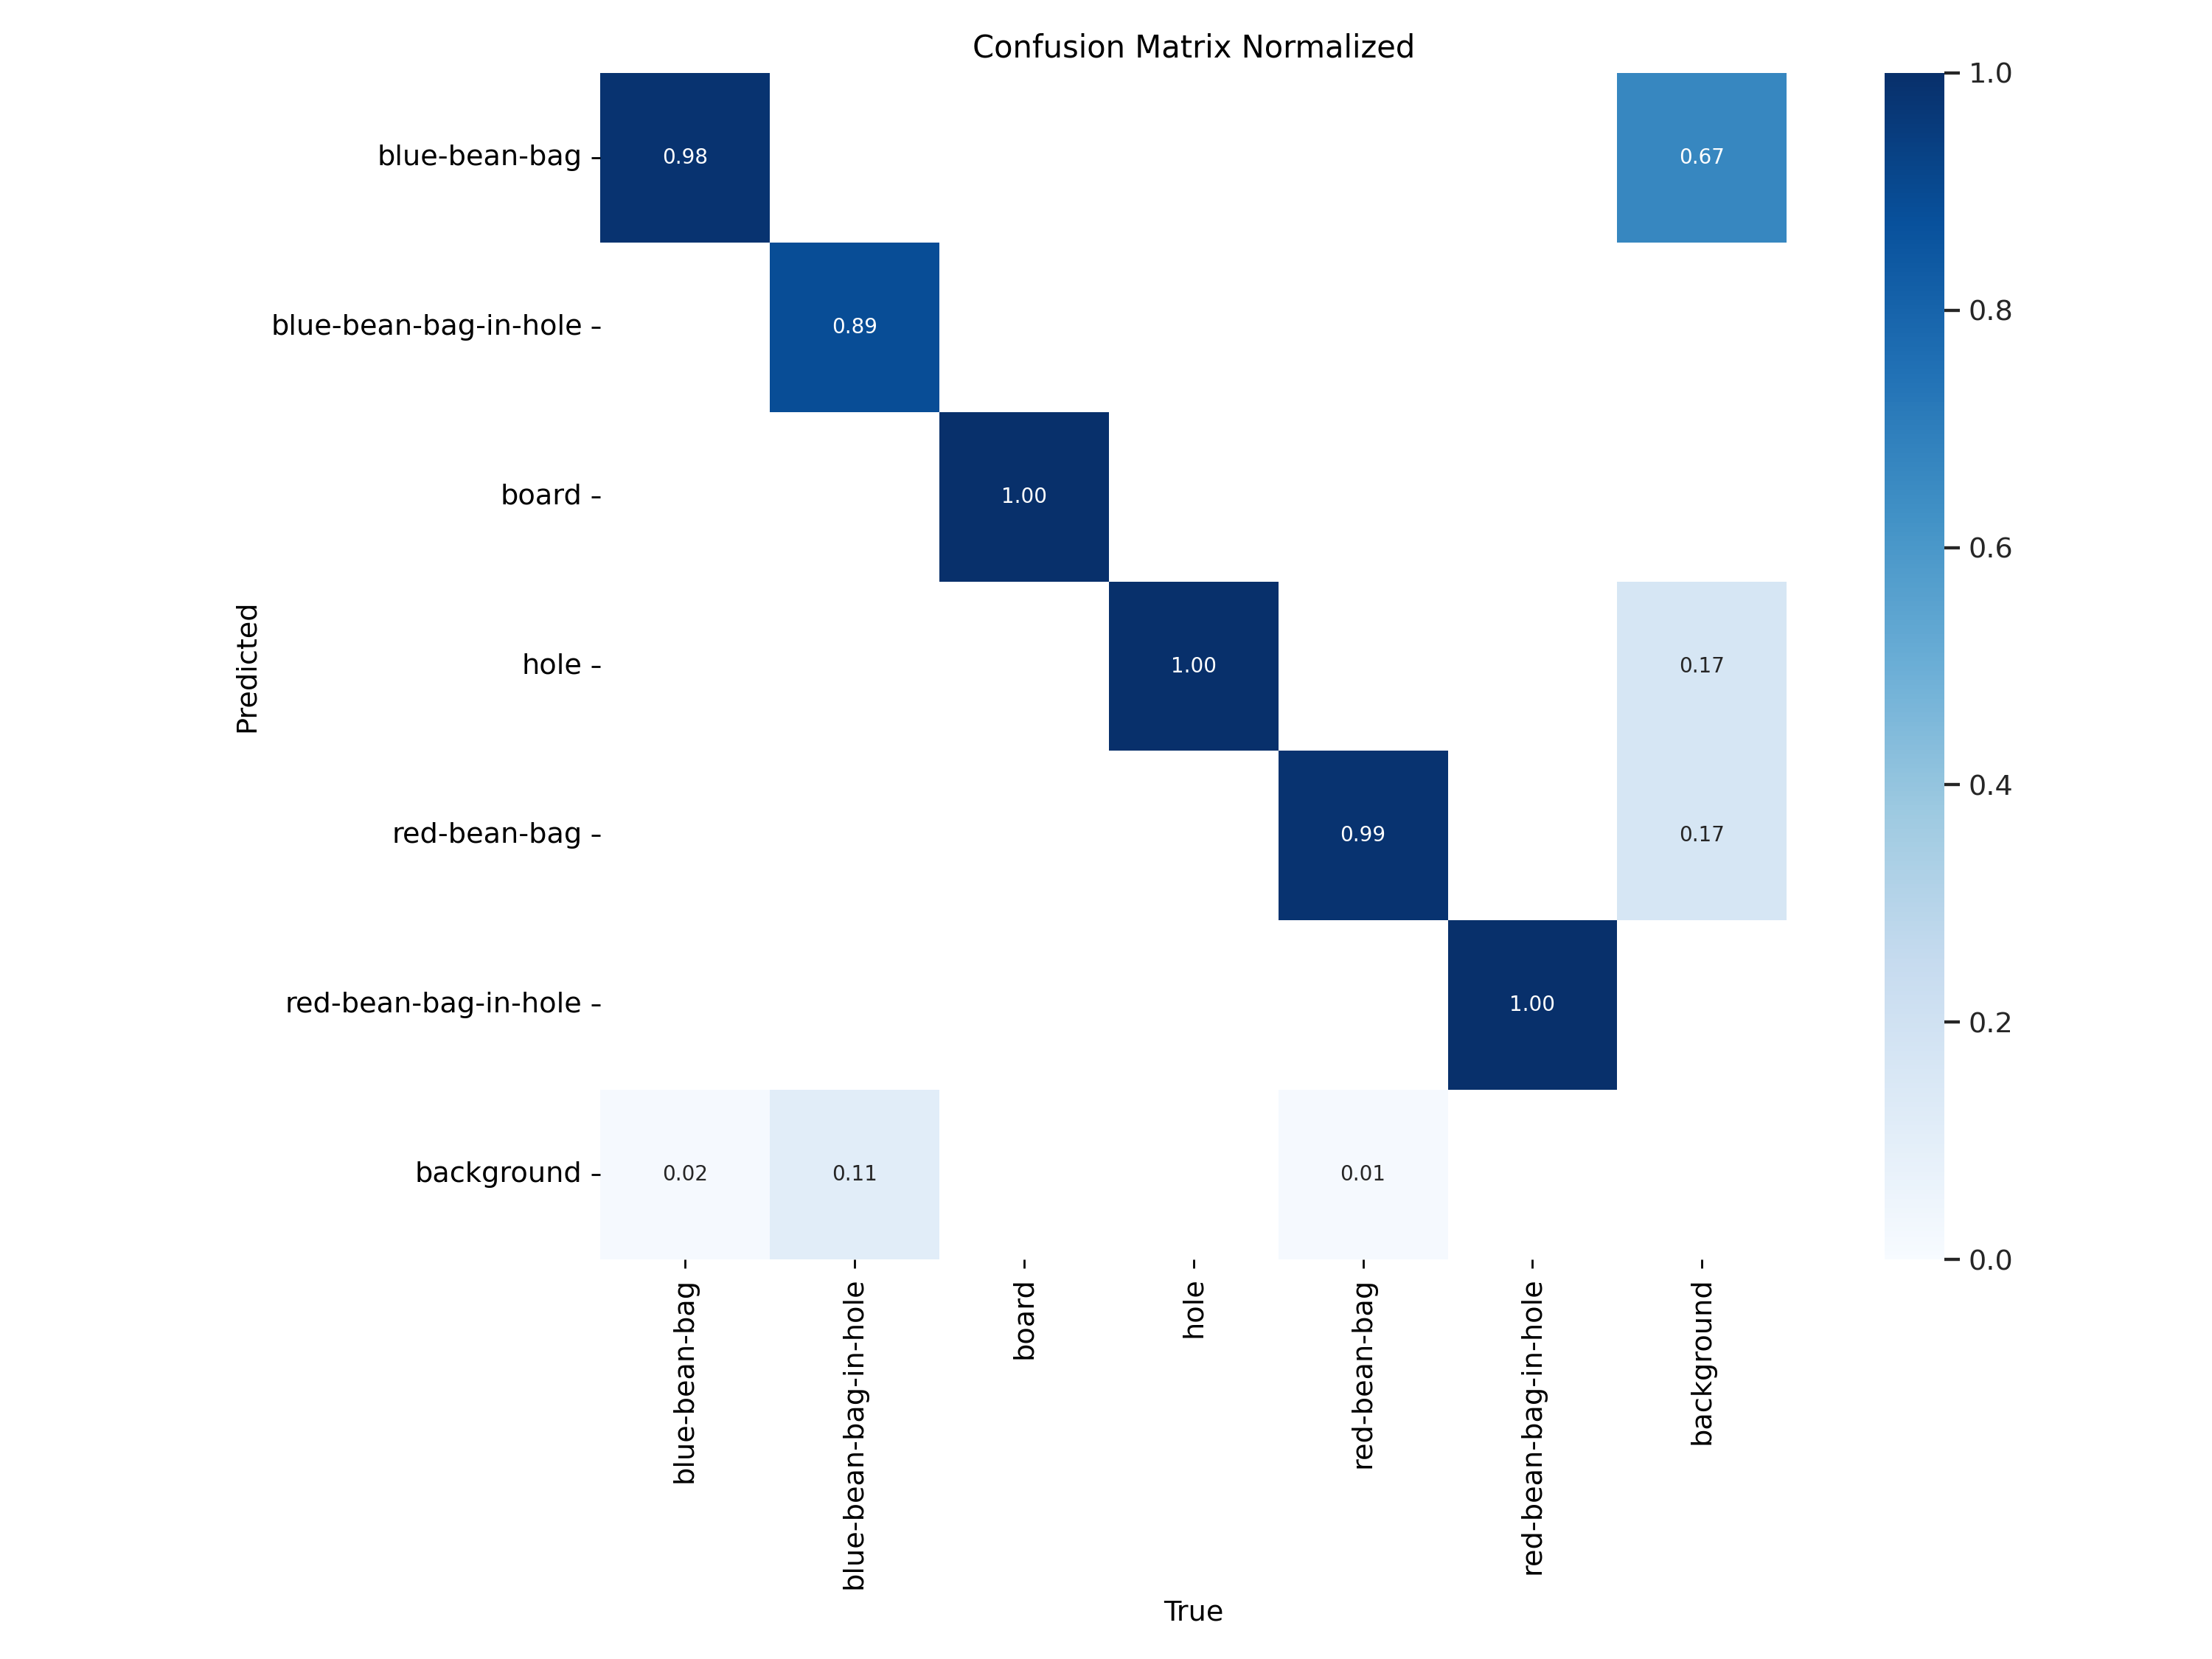 Confusion Matrix Normalized
blue-bean-bag
0.98
0.67
1.0
blue-bean-bag-in-hole
0.89
0.8
board
1.00
0.6
Predicted
hole
1.00
0.17
red-bean-bag
0.99
0.17
0.4
red-bean-bag-in-hole
1.00
0.2
background
0.02
0.11
0.01
0.0
blue-bean-bag
blue-bean-bag-in-hole
board
hole
red-bean-bag
red-bean-bag-in-hole
background
True